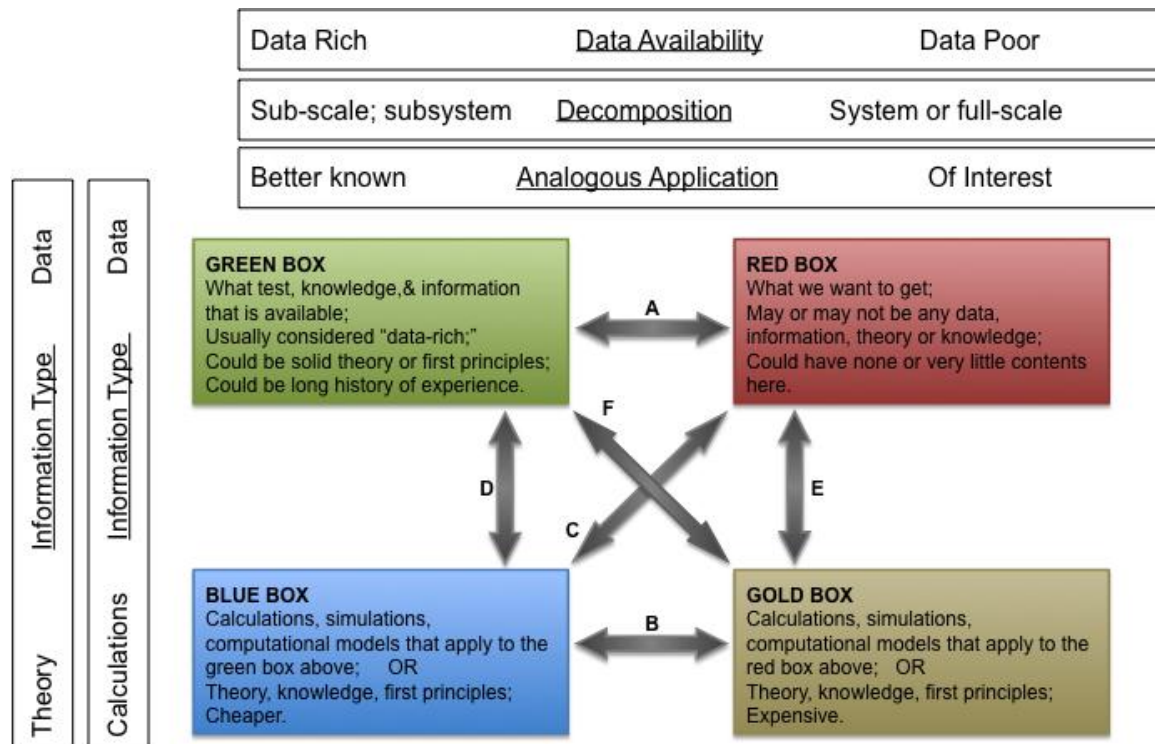 Data Rich Data Availability Data Poor
Sub-scale; subsystem Decomposition System or full-scale
Better known Analogous Application Of Interest
Theory Information Type Data
Calculations Information Type Data
GREEN BOX
What test, knowledge,& information
that is available;
Usually considered “data-rich;”
Could be solid theory or first principles;
Could be long history of experience.
A
RED BOX
What we want to get;
May or may not be any data,
information, theory or knowledge;
Could have none or very little contents
here.
F
D
C
E
BLUE BOX
Calculations, simulations,
computational models that apply to the
green box above; OR
Theory, knowledge, first principles;
Cheaper.
B
GOLD BOX
Calculations, simulations,
computational models that apply to the
red box above; OR
Theory, knowledge, first principles;
Expensive.